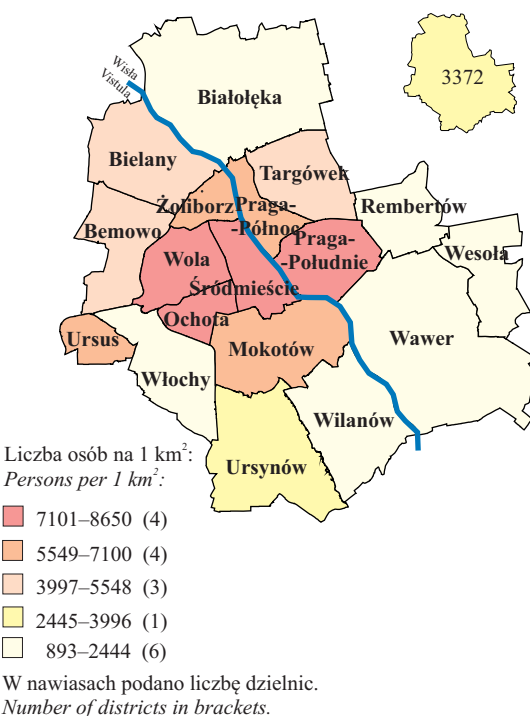 Wisła
Vistula
3372
Białołęka
Bielany
Targówek
Żoliborz
Praga-
-Północ
Rembertów
Bemowo
Praga-
-Południe
Wola
Wesoła
Śródmieście
Ochota
Ursus
Mokotów
Wawer
Włochy
Wilanów
Ursynów
Liczba osób na 1 km²:
Persons per 1 km²:
7101–8650 (4)
5549–7100 (4)
3997–5548 (3)
2445–3996 (1)
893–2444 (6)
W nawiasach podano liczbę dzielnic.
Number of districts in brackets.